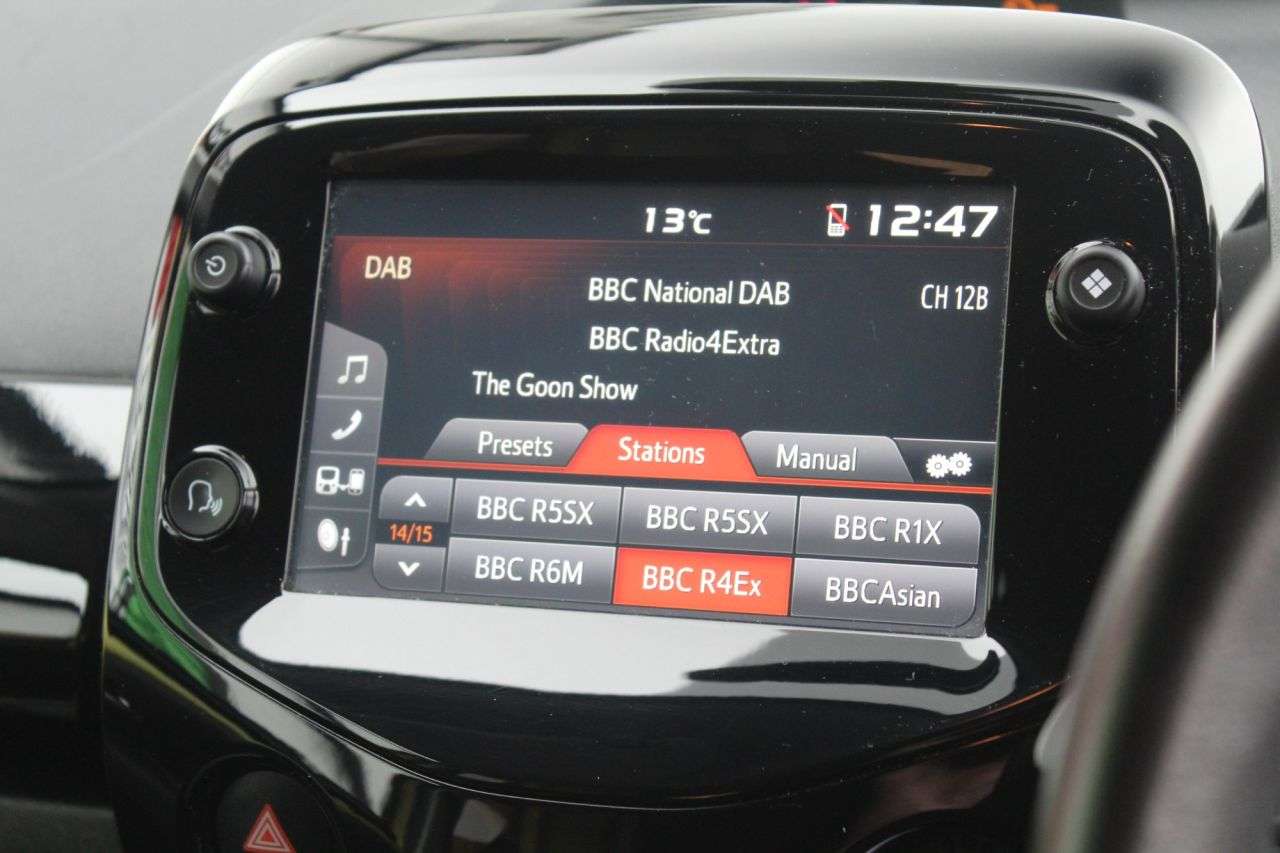 13°C 12:47
DAB
BBC National DAB CH 12B
BBC Radio4Extra
The Goon Show
Presets Stations Manual
BBC R5SX BBC R5SX BBC R1X
14/15
BBC R6M BBC R4Ex BBCAsian